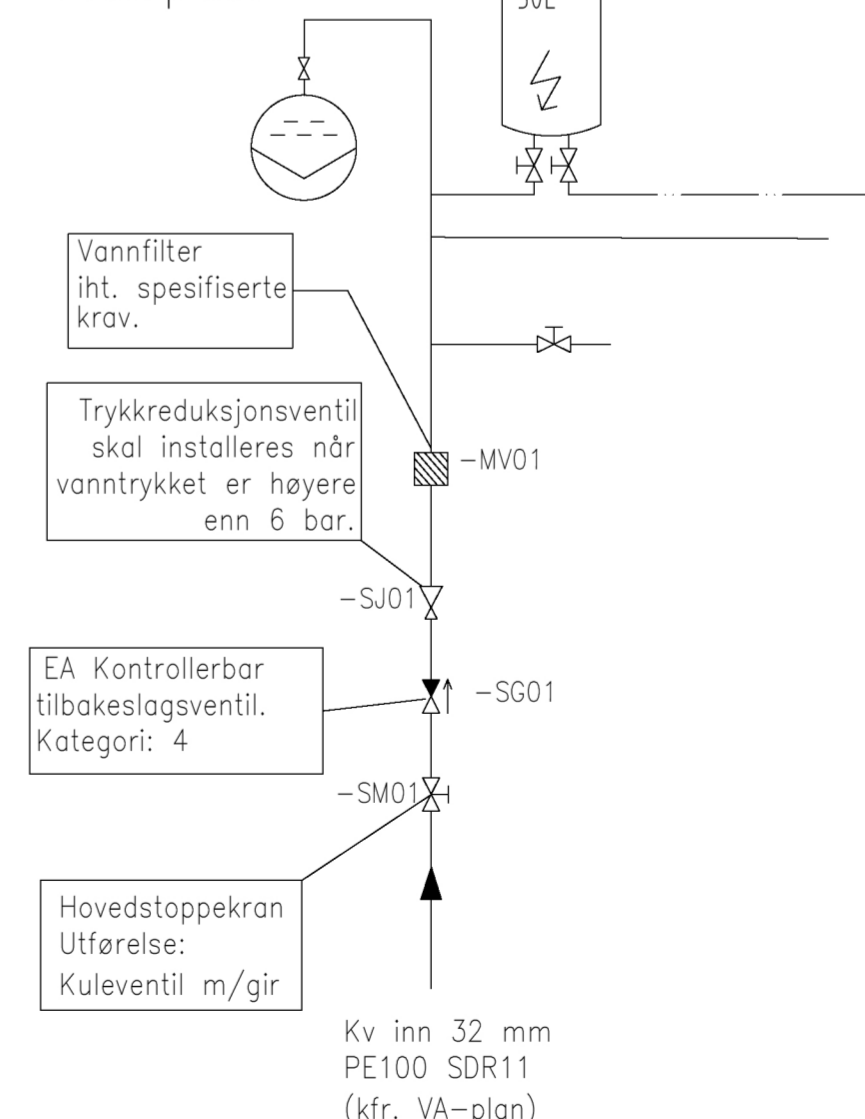 50L
Vannfilter
iht. spesifiserte
krav.
Trykkreduksjonsventil
skal installeres når
vanntrykket er høyere
enn 6 bar.
-MV01
-SJ01
EA Kontrollerbar
tilbakeslagsventil.
Kategori: 4
-SG01
-SM01
Hovedstoppekran
Utførelse:
Kuleventil m/gir
Kv inn 32 mm
PE100 SDR11
(kfr. VA-plan)